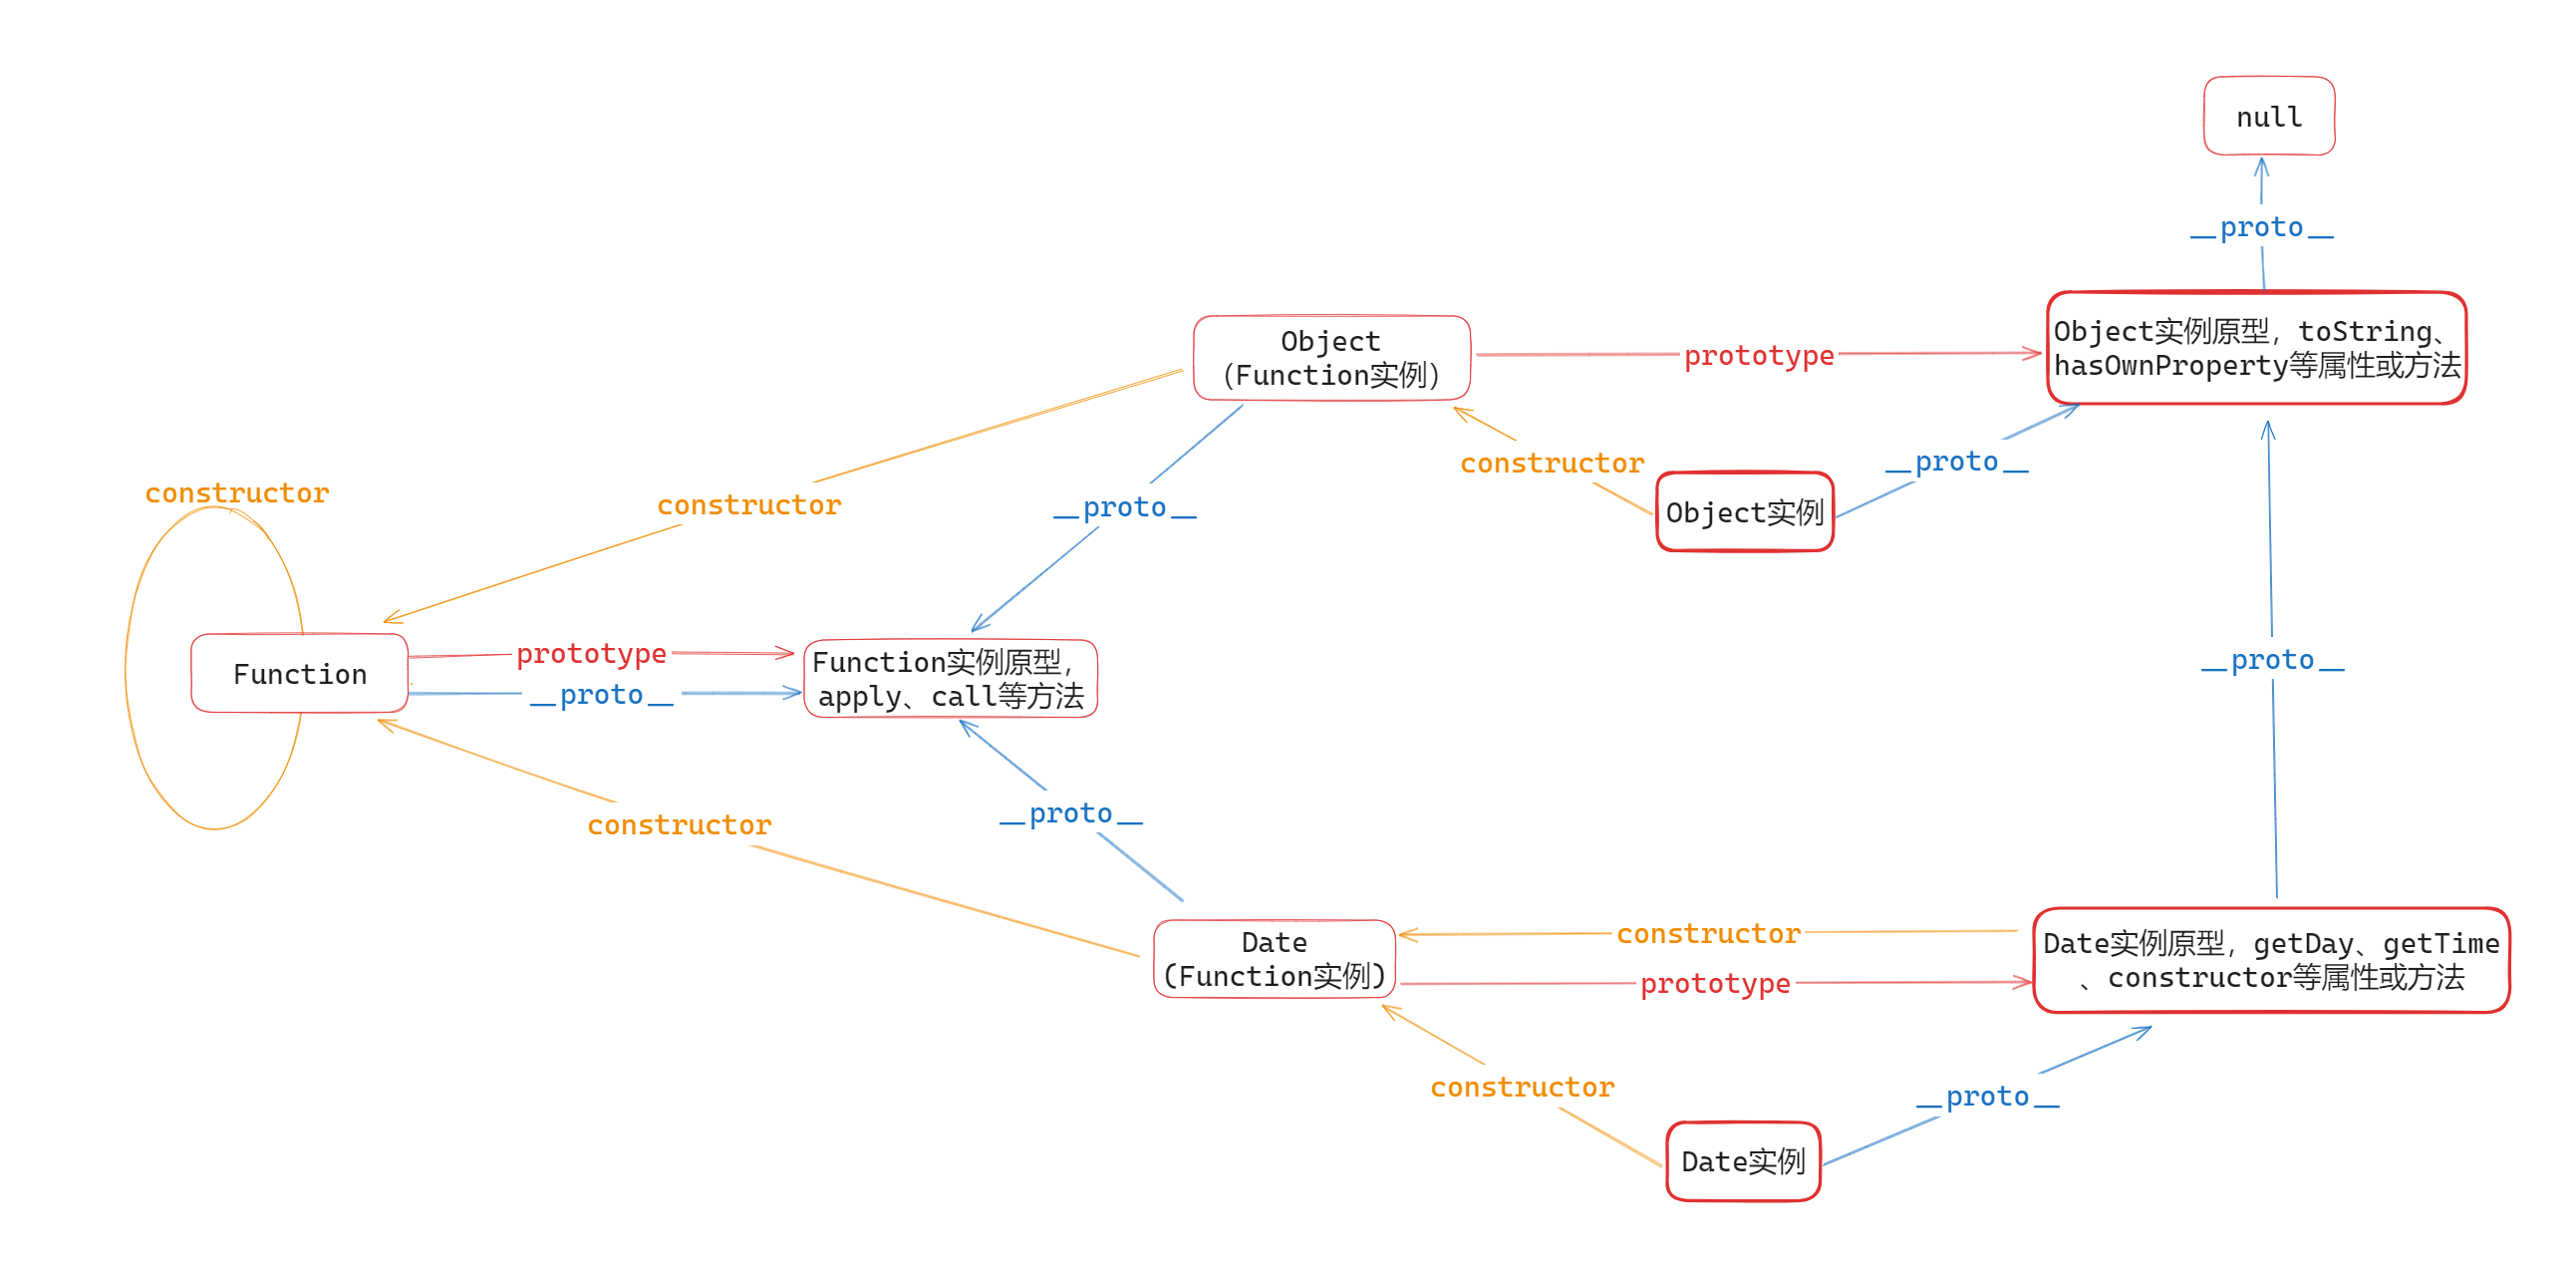 null
__proto__
Object实例原型，toString、
hasOwnProperty等属性或方法
Object
（Function实例）
prototype
constructor
__proto__
Object实例
constructor
constructor
__proto__
Function
prototype
__proto__
Function实例原型，
apply、call等方法
__proto__
__proto__
constructor
Date
(Function实例)
constructor
prototype
Date实例原型，getDay、getTime
、constructor等属性或方法
constructor
__proto__
Date实例